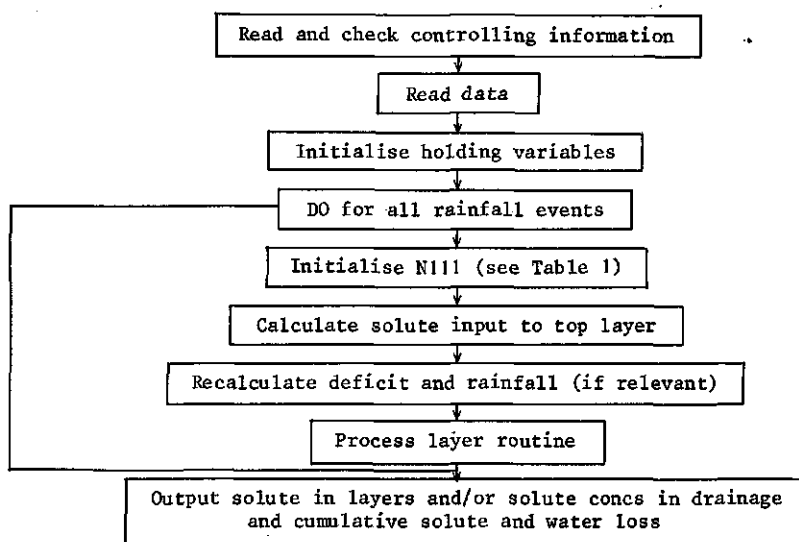 Read and check controlling information
Read data
Initialise holding variables
DO for all rainfall events
Initialise N111 (see Table 1)
Calculate solute input to top layer
Recalculate deficit and rainfall (if relevant)
Process layer routine
Output solute in layers and/or solute concs in drainage
and cumulative solute and water loss